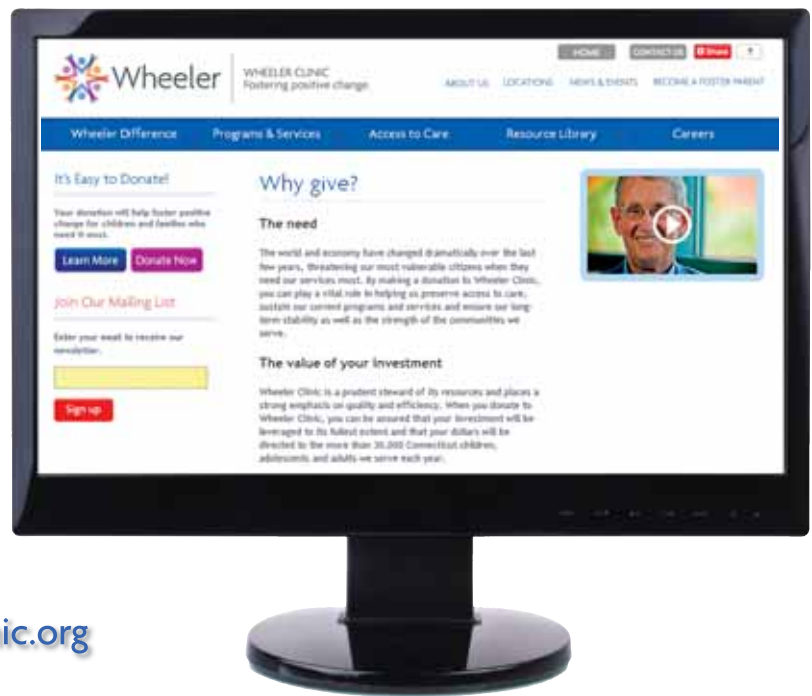 Wheeler
WHEELER CLINIC
Fostering positive change.
HOME
CONTACT US
Share
ABOUT US
LOCATIONS
NEWS & EVENTS
BECOME A FOSTER PARENT
Wheeler Difference
Programs & Services
Access to Care
Resource Library
Careers
It's Easy to Donate!
Your donation will help foster positive
change for children and families who
need it most.
Learn More
Donate Now
Join Our Mailing List
Enter your email to receive our
newsletter.
Sign up
Why give?
The need
The world and economy have changed dramatically over the last
few years, threatening our most vulnerable citizens when they
need our services most. By making a donation to Wheeler Clinic,
you can play a vital role in helping us preserve access to care,
sustain our current programs and services and ensure our long-
term stability as well as the strength of the communities we
serve.
The value of your investment
Wheeler Clinic is a prudent steward of its resources and places a
strong emphasis on quality and efficiency. When you donate to
Wheeler Clinic, you can be assured that your investment will be
leveraged to its fullest extent and that your dollars will be
directed to the more than 30,000 Connecticut children,
adolescents and adults we serve each year.
ic.org